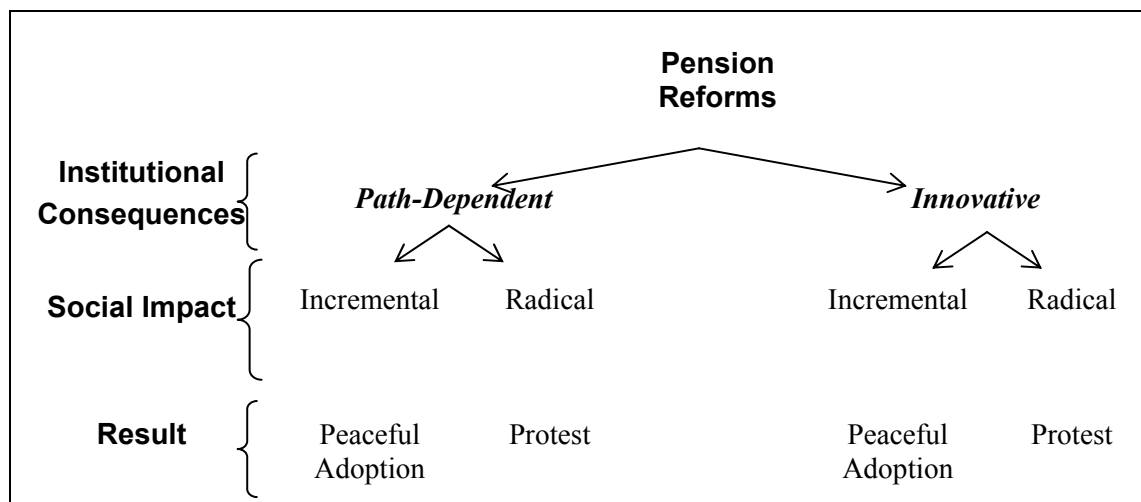 Pension
Reforms
Institutional
Consequences
Path-Dependent
Innovative
Social Impact
Incremental
Radical
Incremental
Radical
Result
Peaceful
Adoption
Protest
Peaceful
Adoption
Protest